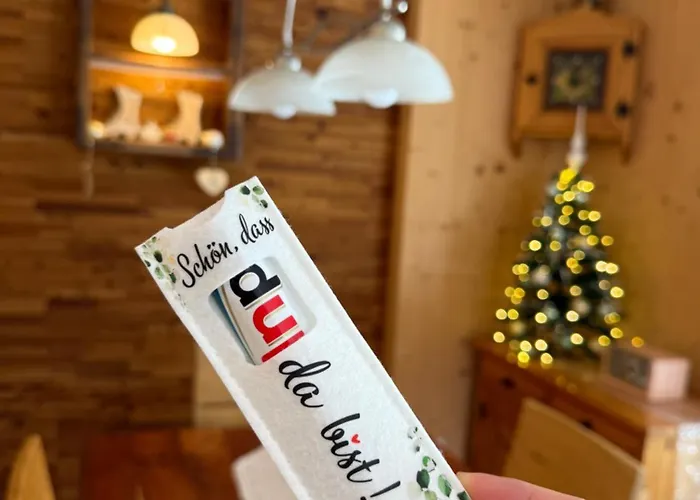 Schön, dass
du
da bist!